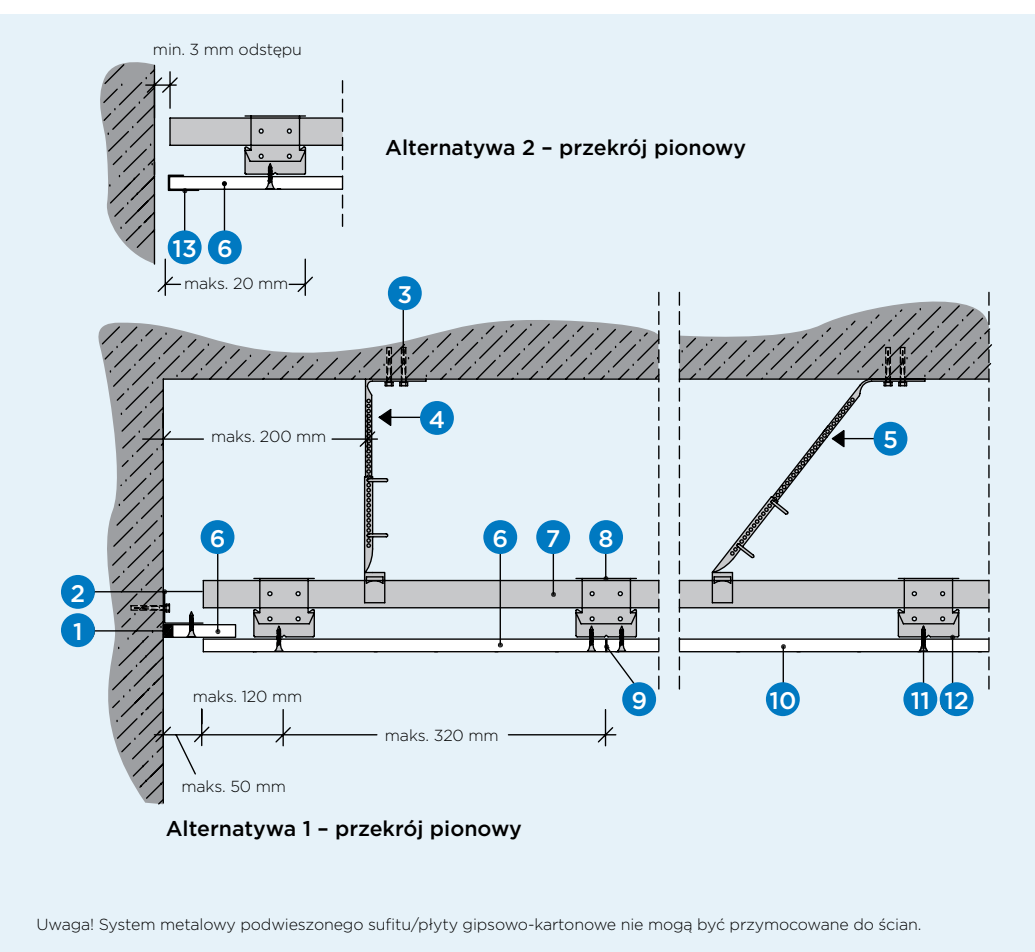 min. 3 mm odstępu
Alternatywa 2 – przekrój pionowy
13 6
maks. 20 mm
3
4
maks. 200 mm
5
6 7 8
6
2
1
9
10 11 12
maks. 120 mm
maks. 320 mm
maks. 50 mm
Alternatywa 1 – przekrój pionowy
Uwaga! System metalowy podwieszonego sufitu/płyty gipsowo-kartonowe nie mogą być przymocowane do ścian.